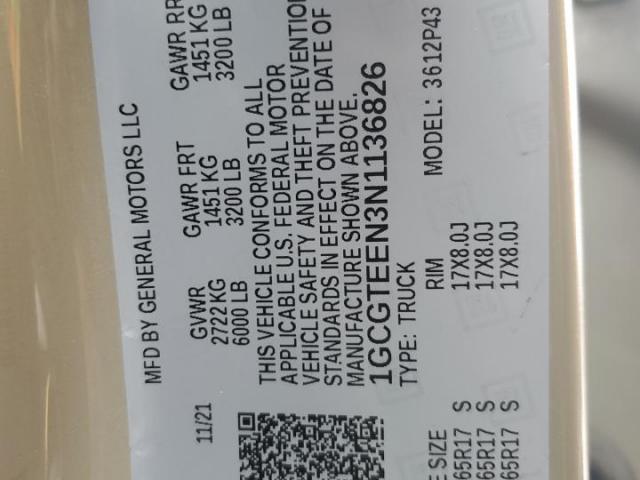 MFD BY GENERAL MOTORS LLC
11/21 GVWR GAWR FRT GAWR RR
2722 KG 1451 KG 1451 KG
6000 LB 3200 LB 3200 LB
THIS VEHICLE CONFORMS TO ALL
APPLICABLE U.S. FEDERAL MOTOR
VEHICLE SAFETY AND THEFT PREVENTION
STANDARDS IN EFFECT ON THE DATE OF
MANUFACTURE SHOWN ABOVE.
1GCGTEEN3N1136826
TYPE: TRUCK MODEL: 3612P43
E SIZE RIM
65R17 S 17X8.0J
65R17 S 17X8.0J
65R17 S 17X8.0J